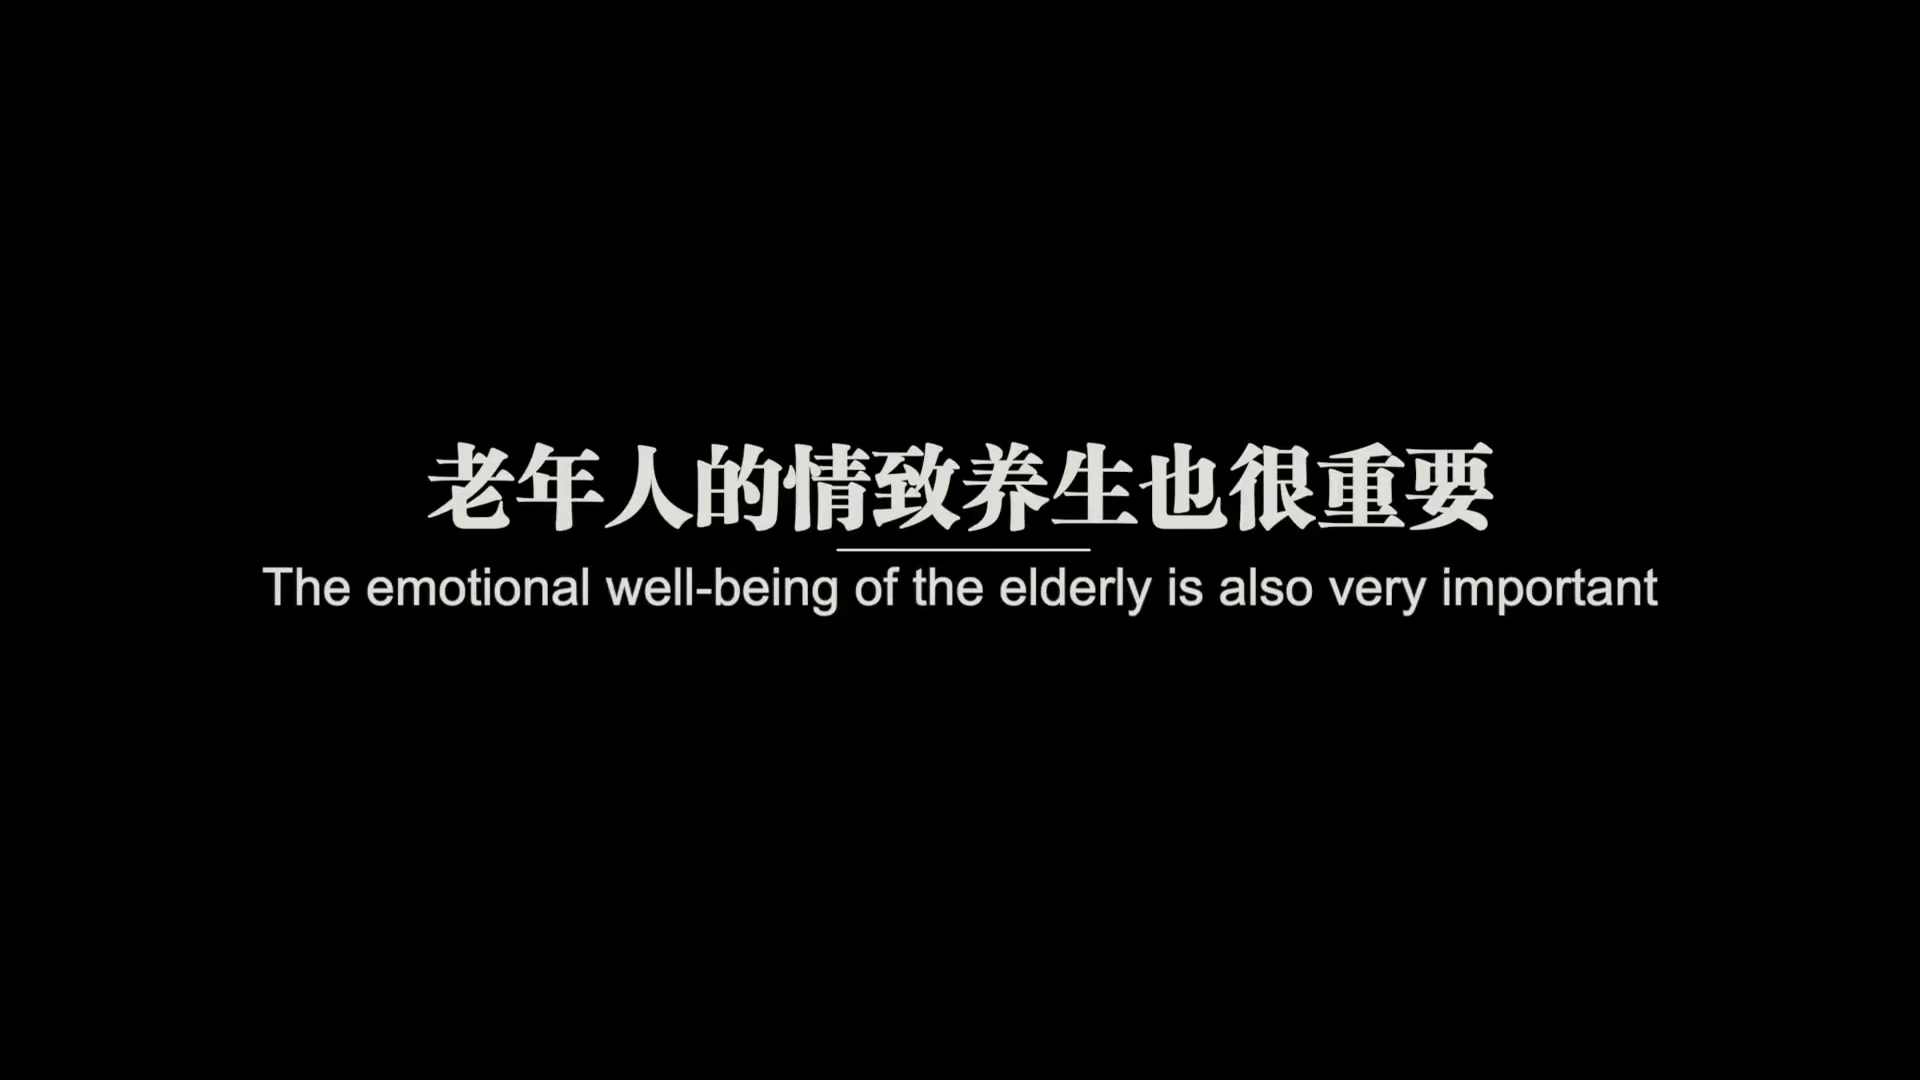 老年人的情致养生也很重要
The emotional well-being of the elderly is also very important